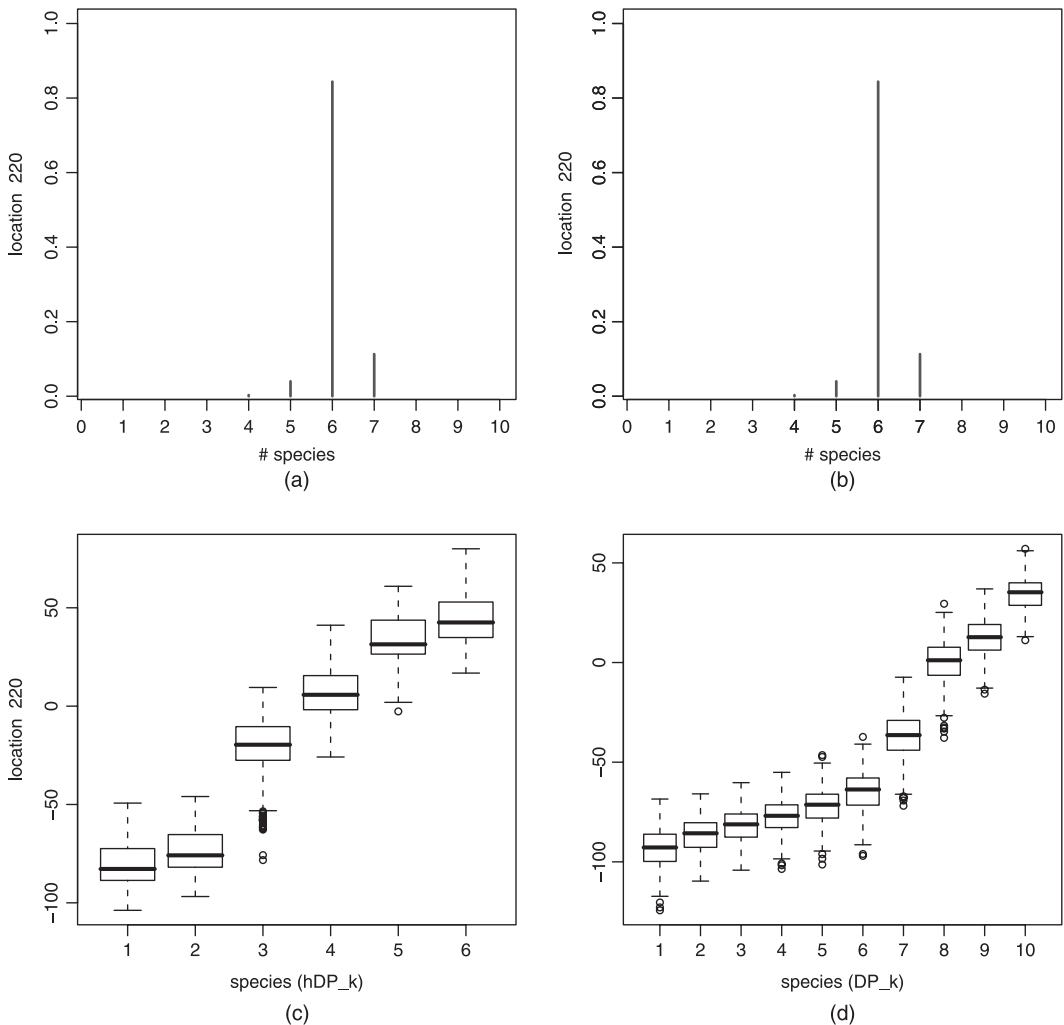 1.0
0.8
0.6
0.4
0.2
0.0
location 220
0 1 2 3 4 5 6 7 8 9 10
# species
(a)
1.0
0.8
0.6
0.4
0.2
0.0
location 220
0 1 2 3 4 5 6 7 8 9 10
# species
(b)
50
0
−50
−100
location 220
1 2 3 4 5 6
species (hDP_k)
(c)
50
0
−50
−100
1 2 3 4 5 6 7 8 9 10
species (DP_k)
(d)